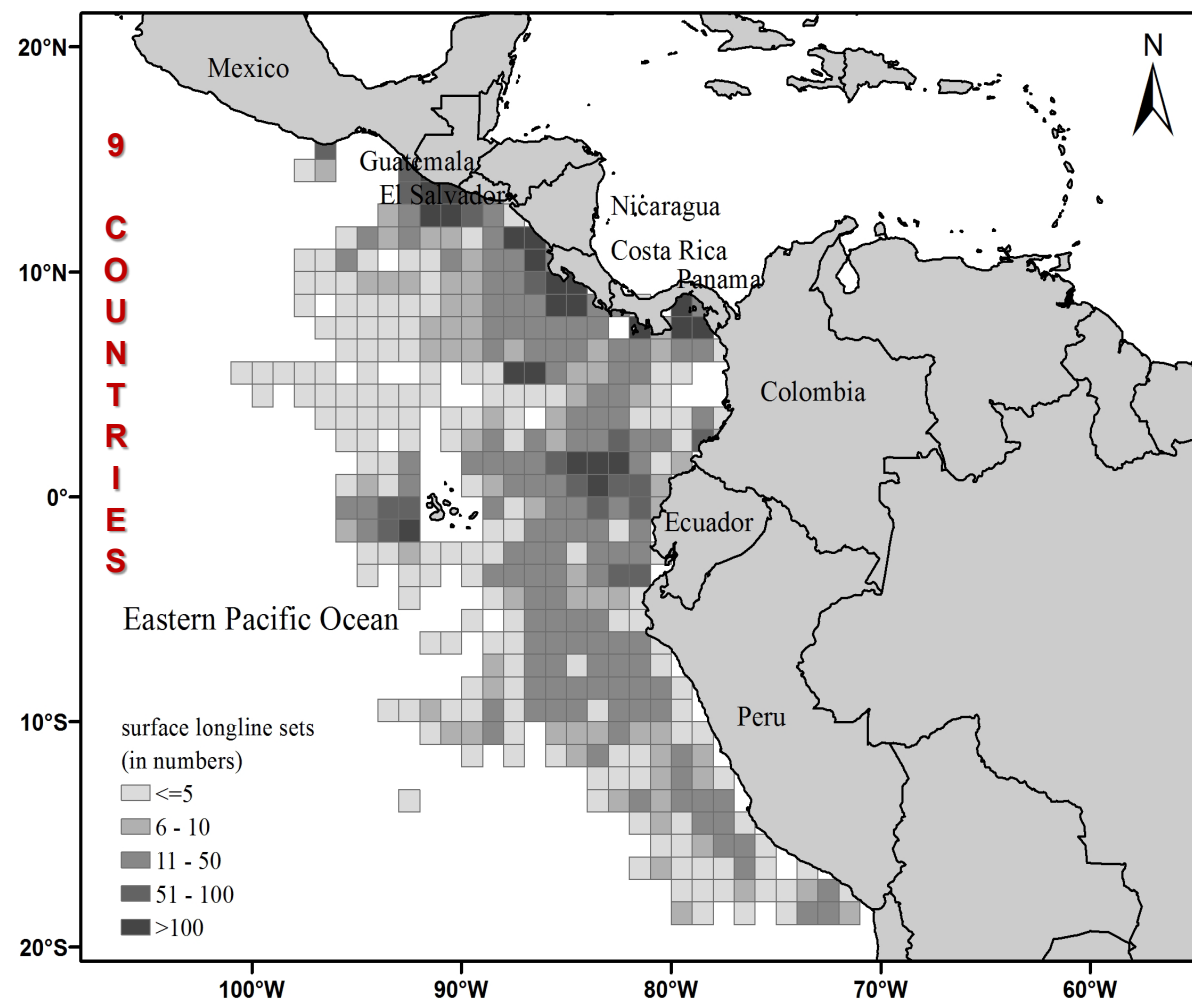 20°N
10°N
0°
10°S
20°S
100°W
90°W
80°W
70°W
60°W
N
9
COUNTRIES
Mexico
Guatemala
El Salvador
Nicaragua
Costa Rica
Panama
Colombia
Ecuador
Peru
Eastern Pacific Ocean
surface longline sets
(in numbers)
<=5
6 - 10
11 - 50
51 - 100
>100